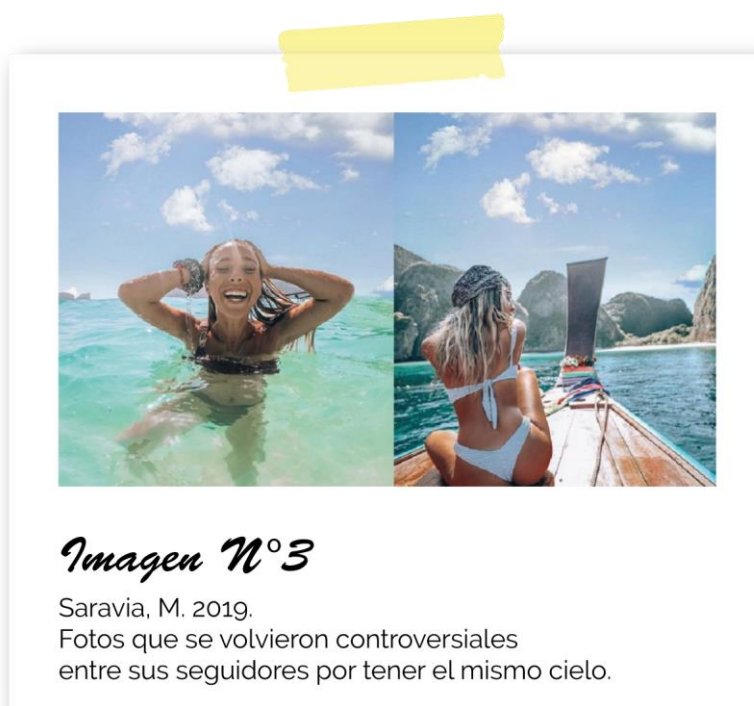 Imagen N°3
Saravia, M. 2019.
Fotos que se volvieron controversiales
entre sus seguidores por tener el mismo cielo.